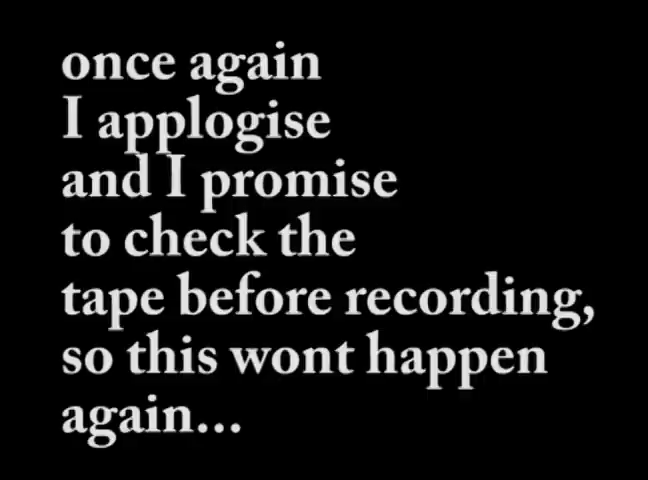 once again
I applogise
and I promise
to check the
tape before recording,
so this wont happen
again...